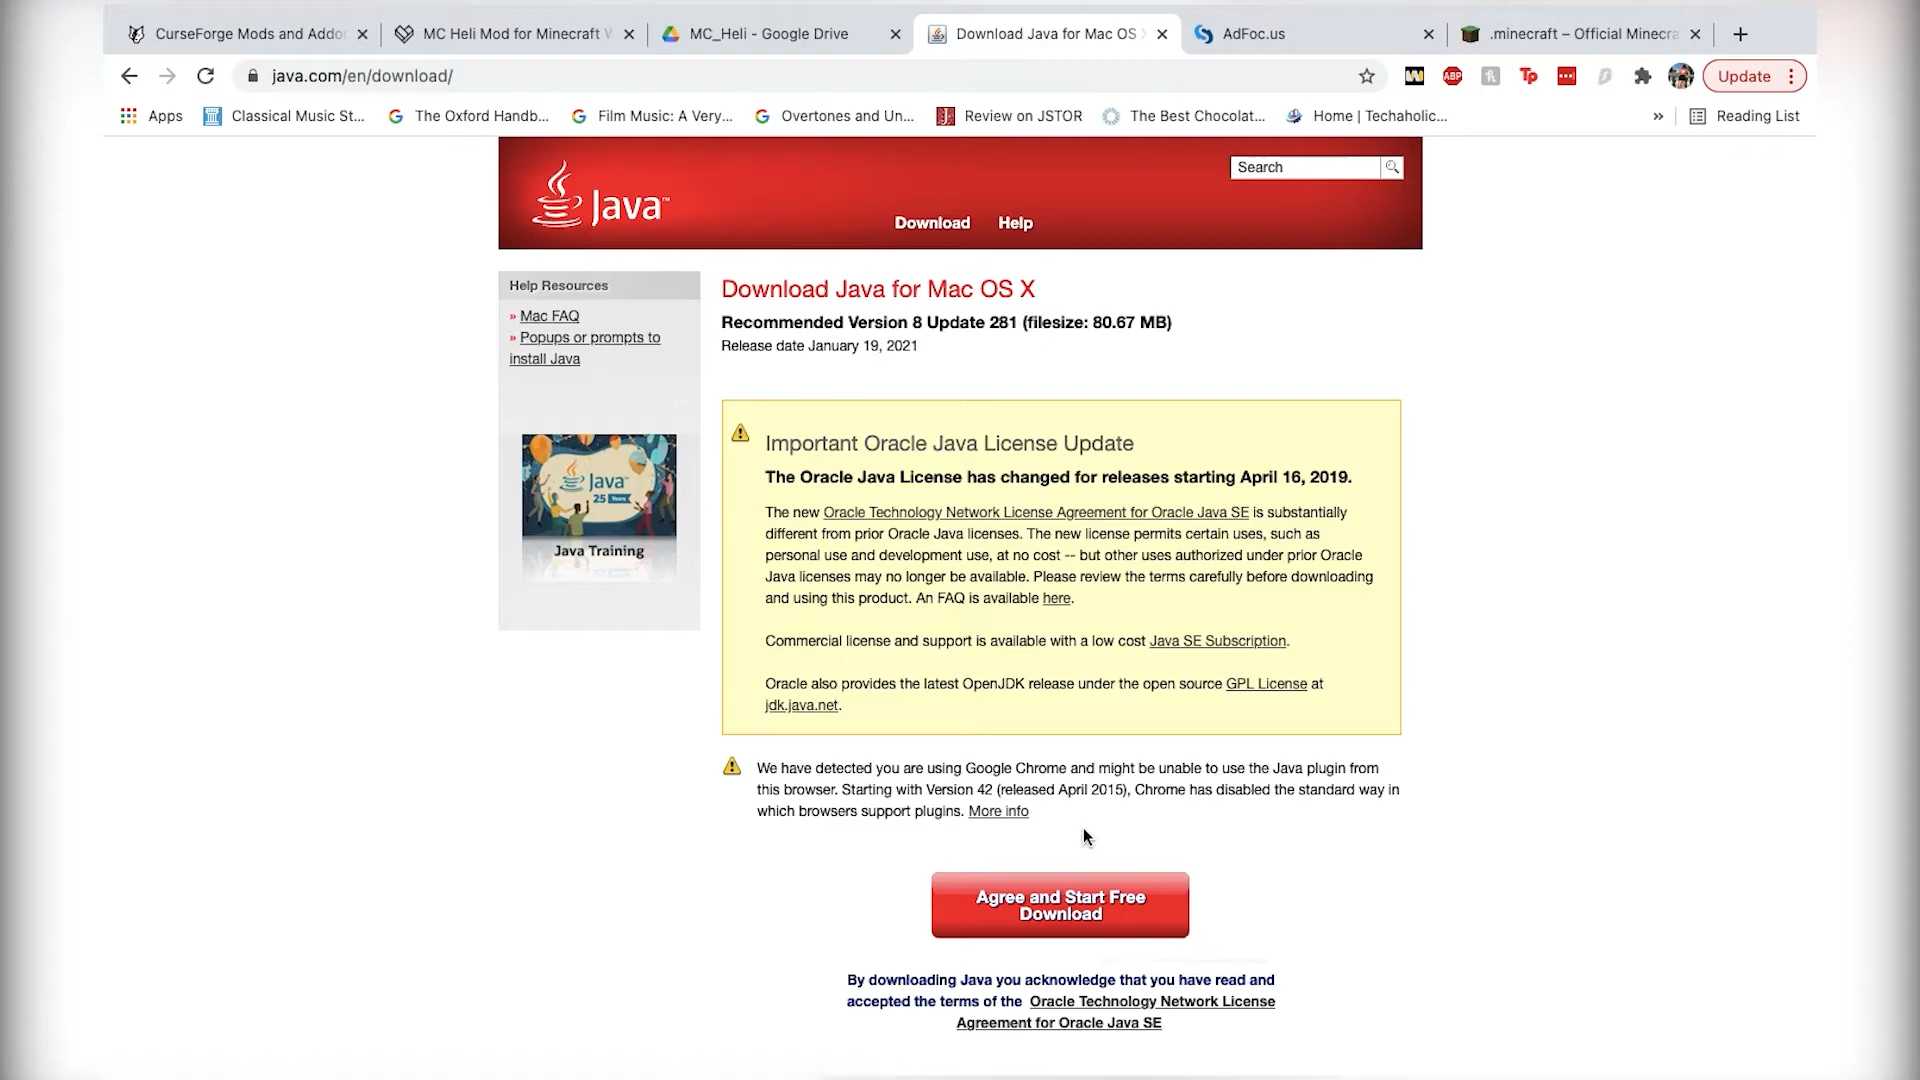 CurseForge Mods and Addo
MC Heli Mod for Minecraft
MC_Heli - Google Drive
Download Java for Mac OS
AdFoc.us
.minecraft – Official Minecra
java.com/en/download/
ABP
Tp
Update
Apps
Classical Music St...
The Oxford Handb...
Film Music: A Very...
Overtones and Un...
Review on JSTOR
The Best Chocolat...
Home | Techaholic...
»
Reading List
Java™
Search
Download
Help
Help Resources
» Mac FAQ
» Popups or prompts to
install Java
Java
25 Years
Java Training
Download Java for Mac OS X
Recommended Version 8 Update 281 (filesize: 80.67 MB)
Release date January 19, 2021
Important Oracle Java License Update
The Oracle Java License has changed for releases starting April 16, 2019.
The new Oracle Technology Network License Agreement for Oracle Java SE is substantially
different from prior Oracle Java licenses. The new license permits certain uses, such as
personal use and development use, at no cost -- but other uses authorized under prior Oracle
Java licenses may no longer be available. Please review the terms carefully before downloading
and using this product. An FAQ is available here.
Commercial license and support is available with a low cost Java SE Subscription.
Oracle also provides the latest OpenJDK release under the open source GPL License at
jdk.java.net.
We have detected you are using Google Chrome and might be unable to use the Java plugin from
this browser. Starting with Version 42 (released April 2015), Chrome has disabled the standard way in
which browsers support plugins. More info
Agree and Start Free
Download
By downloading Java you acknowledge that you have read and
accepted the terms of the Oracle Technology Network License
Agreement for Oracle Java SE